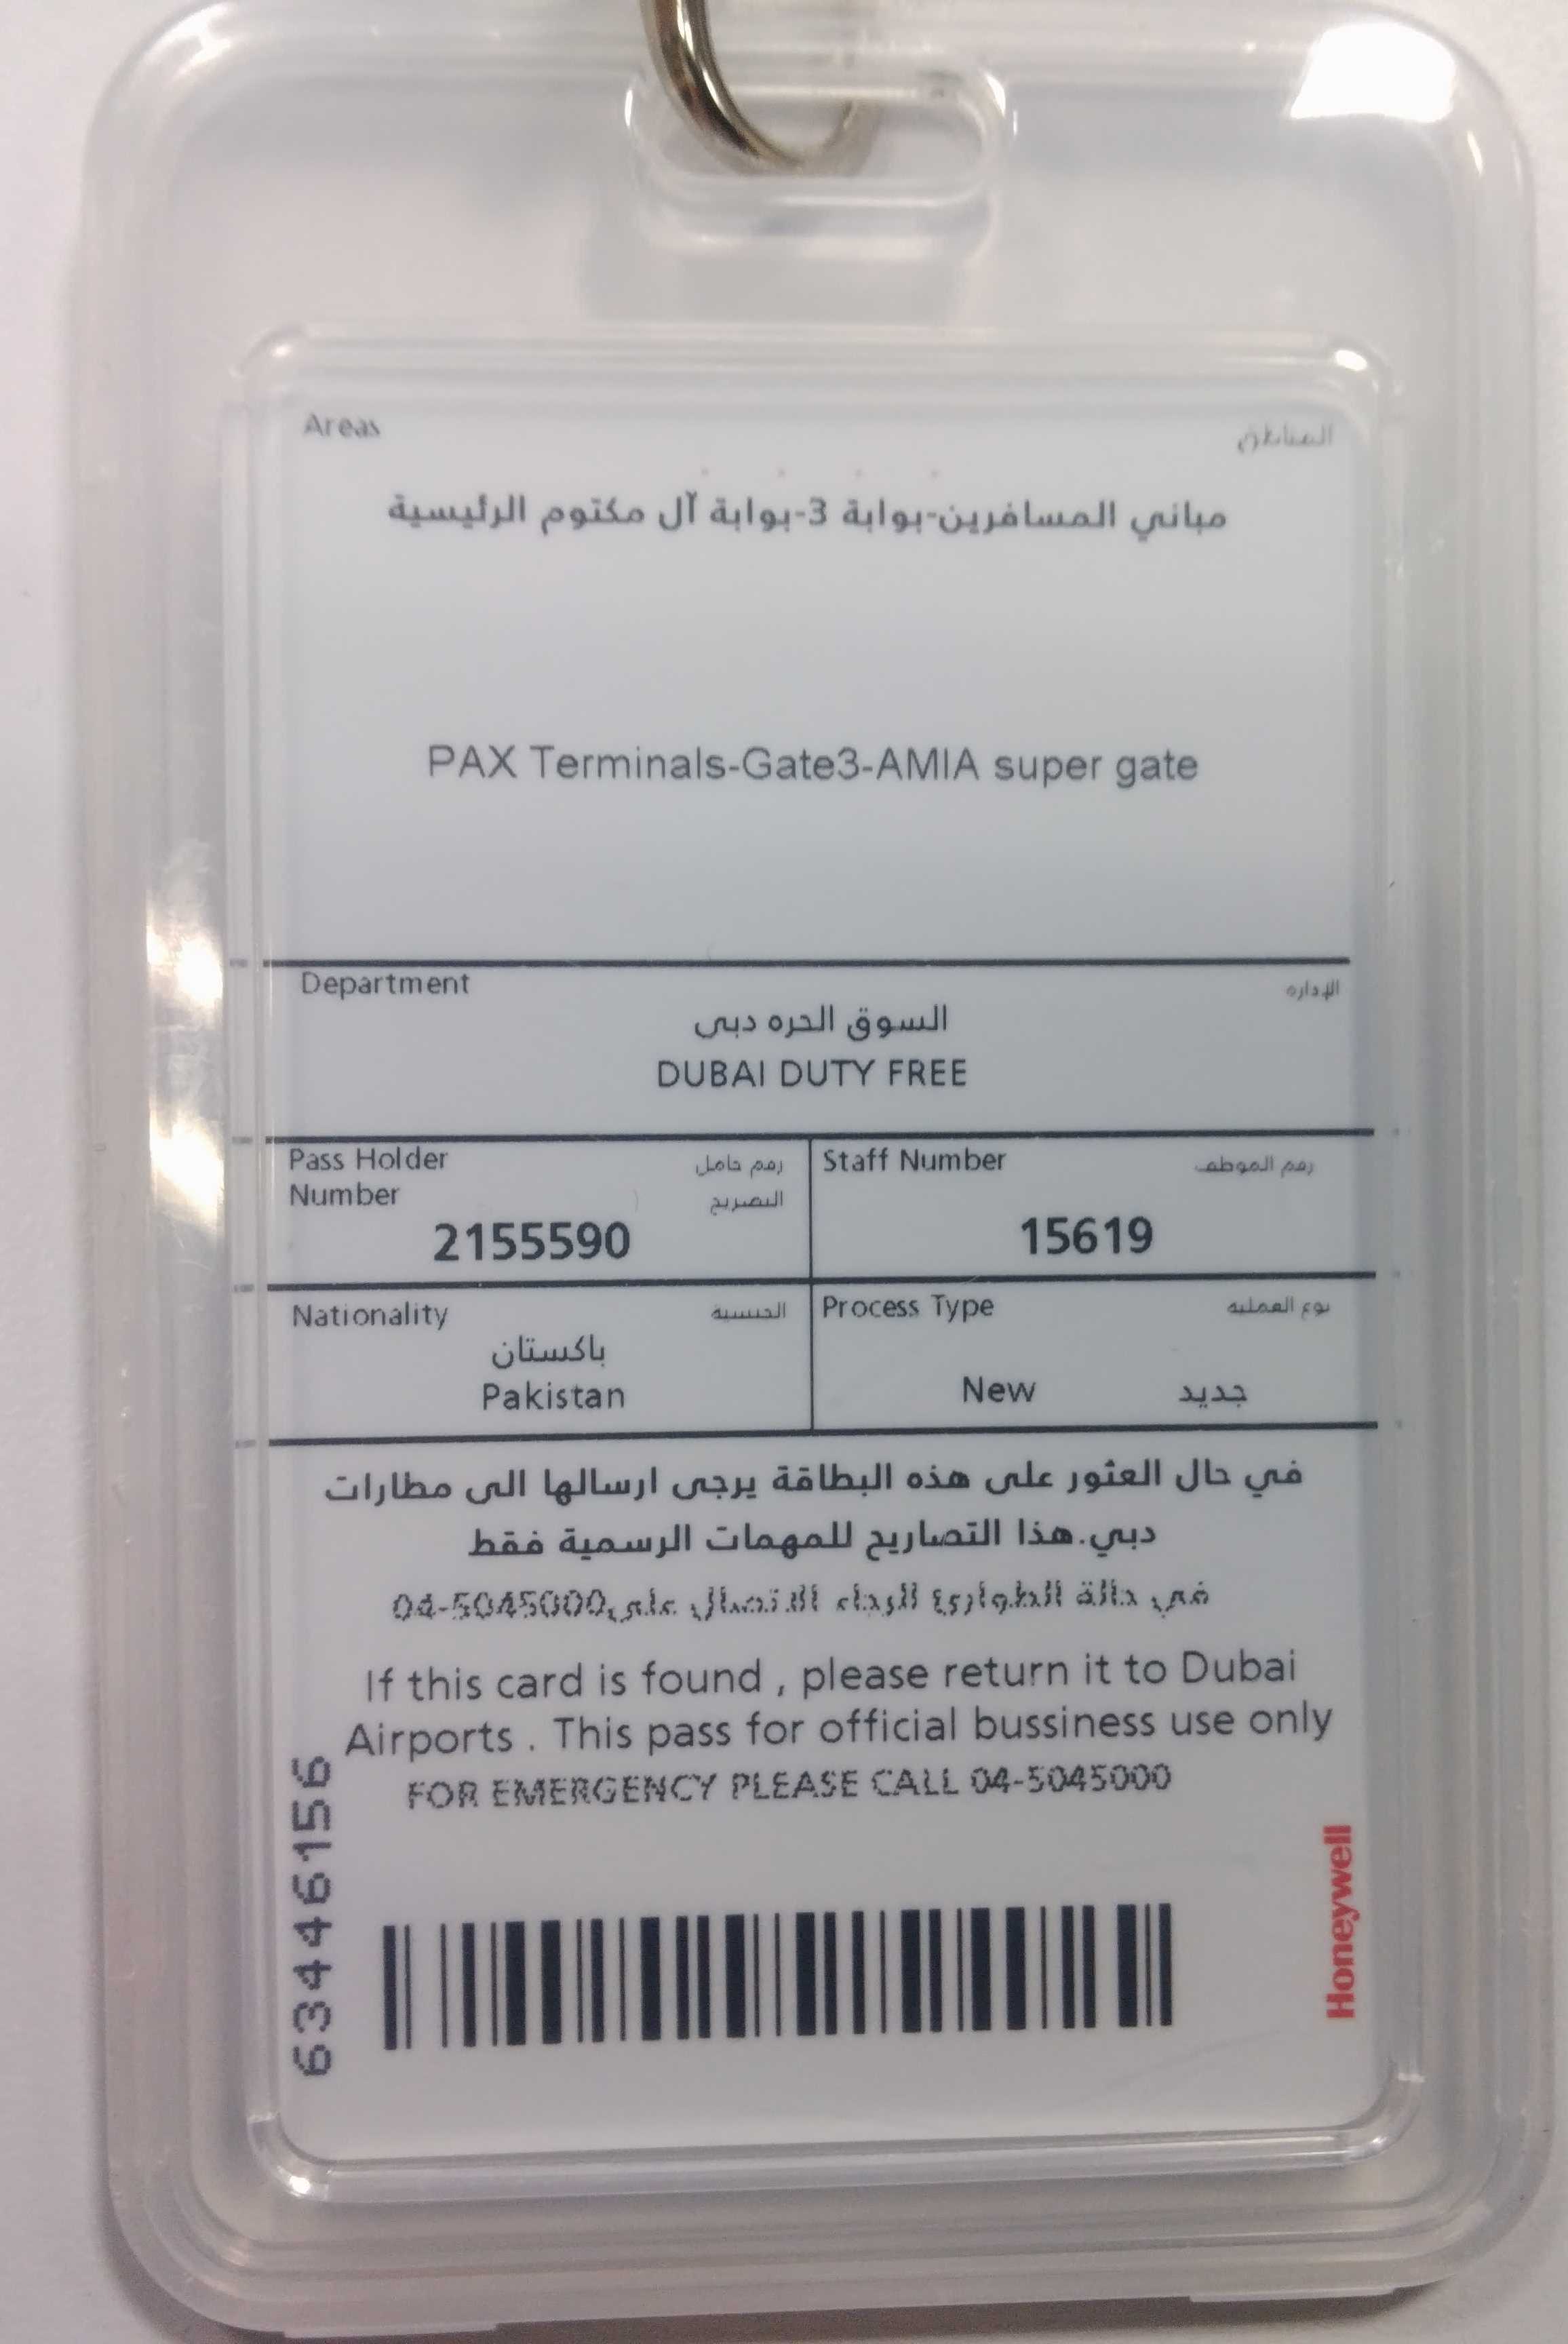 Areas
المناطق
مباني المسافرين-بوابة 3-بوابة آل مكتوم الرئيسية
PAX Terminals-Gate3-AMIA super gate
Department
الإداره
السوق الحره دبى
DUBAI DUTY FREE
Pass Holder
Number
رقم حامل
التصريح
2155590
Staff Number
رقم الموظف
15619
Nationality
الجنسية
باكستان
Pakistan
Process Type
نوع العملية
New
جديد
في حال العثور على هذه البطاقة يرجى ارسالها الى مطارات
دبي.هذا التصاريح للمهمات الرسمية فقط
في حالة الطوارئ الرجاء الاتصال على04-5045000
If this card is found , please return it to Dubai
Airports . This pass for official bussiness use only
FOR EMERGENCY PLEASE CALL 04-5045000
63446156
Honeywell